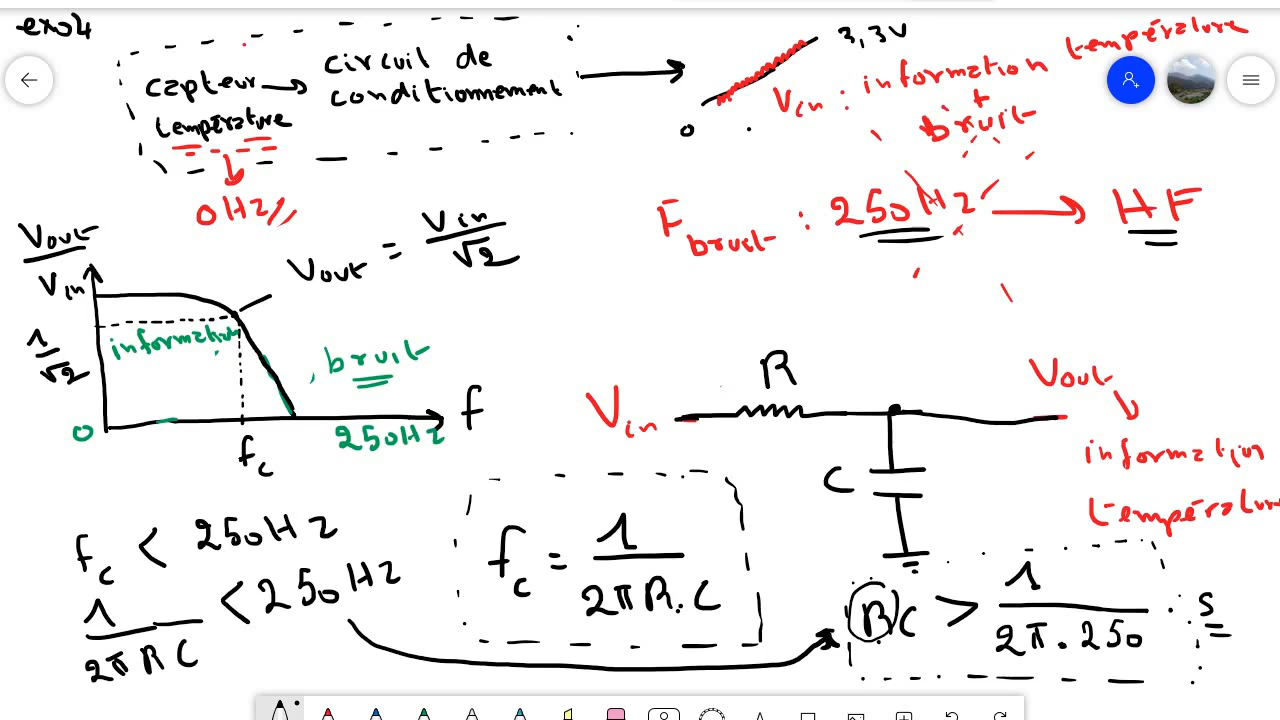 exo4
capteur → circuil de
conditionnement
température
0Hz
3,3V
0
Vin : information température
+
bruit
Fbruit : 250Hz → HF
Vout
Vin
Vout = Vin/√2
1/√2
information
bruit
0
fc
250Hz
f
R
Vin
Vout
C
information
température
fc < 250Hz
1/2πRC < 250Hz
fc = 1/2πR.C
RC > 1/2π.250 . s